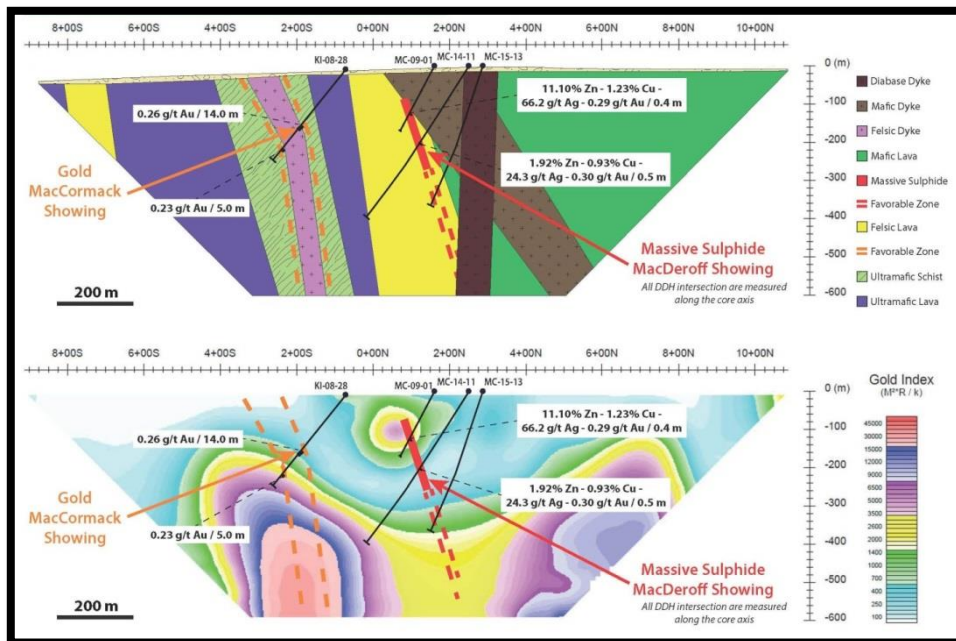 8+00S 6+00S 4+00S 2+00S 0+00N 2+00N 4+00N 6+00N 8+00N 10+00N
KI-08-28 MC-09-01 MC-14-11 MC-15-13
0 (m)
-100
-200
-300
-400
-500
-600
0.26 g/t Au / 14.0 m
Gold
MacCormack
Showing
0.23 g/t Au / 5.0 m
11.10% Zn - 1.23% Cu -
66.2 g/t Ag - 0.29 g/t Au / 0.4 m
1.92% Zn - 0.93% Cu -
24.3 g/t Ag - 0.30 g/t Au / 0.5 m
Massive Sulphide
MacDeroff Showing
All DDH intersection are measured
along the core axis
200 m
Diabase Dyke
Mafic Dyke
Felsic Dyke
Mafic Lava
Massive Sulphide
Favorable Zone
Felsic Lava
Favorable Zone
Ultramafic Schist
Ultramafic Lava
8+00S 6+00S 4+00S 2+00S 0+00N 2+00N 4+00N 6+00N 8+00N 10+00N
KI-08-28 MC-09-01 MC-14-11 MC-15-13
0 (m)
-100
-200
-300
-400
-500
-600
0.26 g/t Au / 14.0 m
Gold
MacCormack
Showing
0.23 g/t Au / 5.0 m
11.10% Zn - 1.23% Cu -
66.2 g/t Ag - 0.29 g/t Au / 0.4 m
1.92% Zn - 0.93% Cu -
24.3 g/t Ag - 0.30 g/t Au / 0.5 m
Massive Sulphide
MacDeroff Showing
All DDH intersection are measured
along the core axis
200 m
Gold Index
(M²*R / k)
45000
30000
15000
12000
9000
6500
5000
3500
2600
2000
1400
1000
700
400
250
100